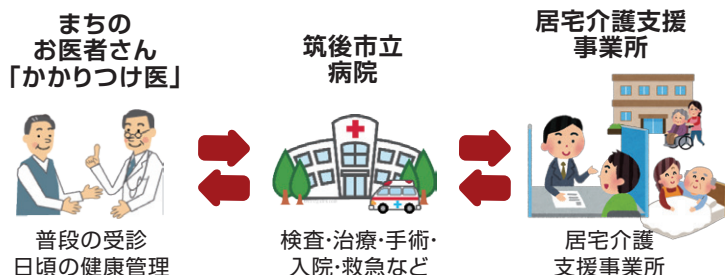 まちの
お医者さん
「かかりつけ医」
普段の受診
日頃の健康管理
筑後市立
病院
検査･治療･手術･
入院･救急など
居宅介護支援
事業所
居宅介護
支援事業所